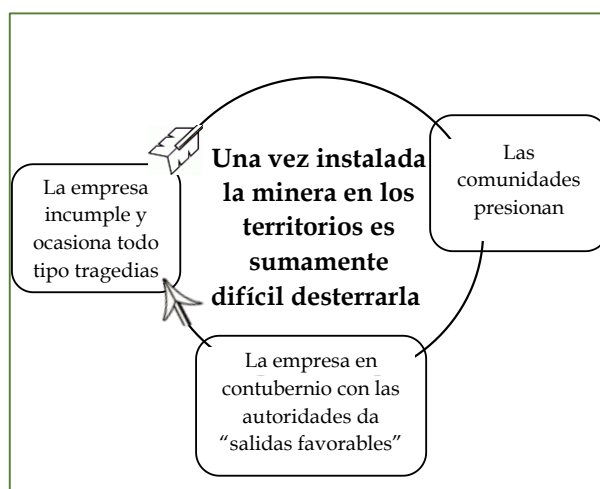 Una vez instalada
la minera en los
territorios es
sumamente
difícil desterrarla
Las
comunidades
presionan
La empresa en
contubernio con las
autoridades da
“salidas favorables”
La empresa
incumple y
ocasiona todo
tipo tragedias